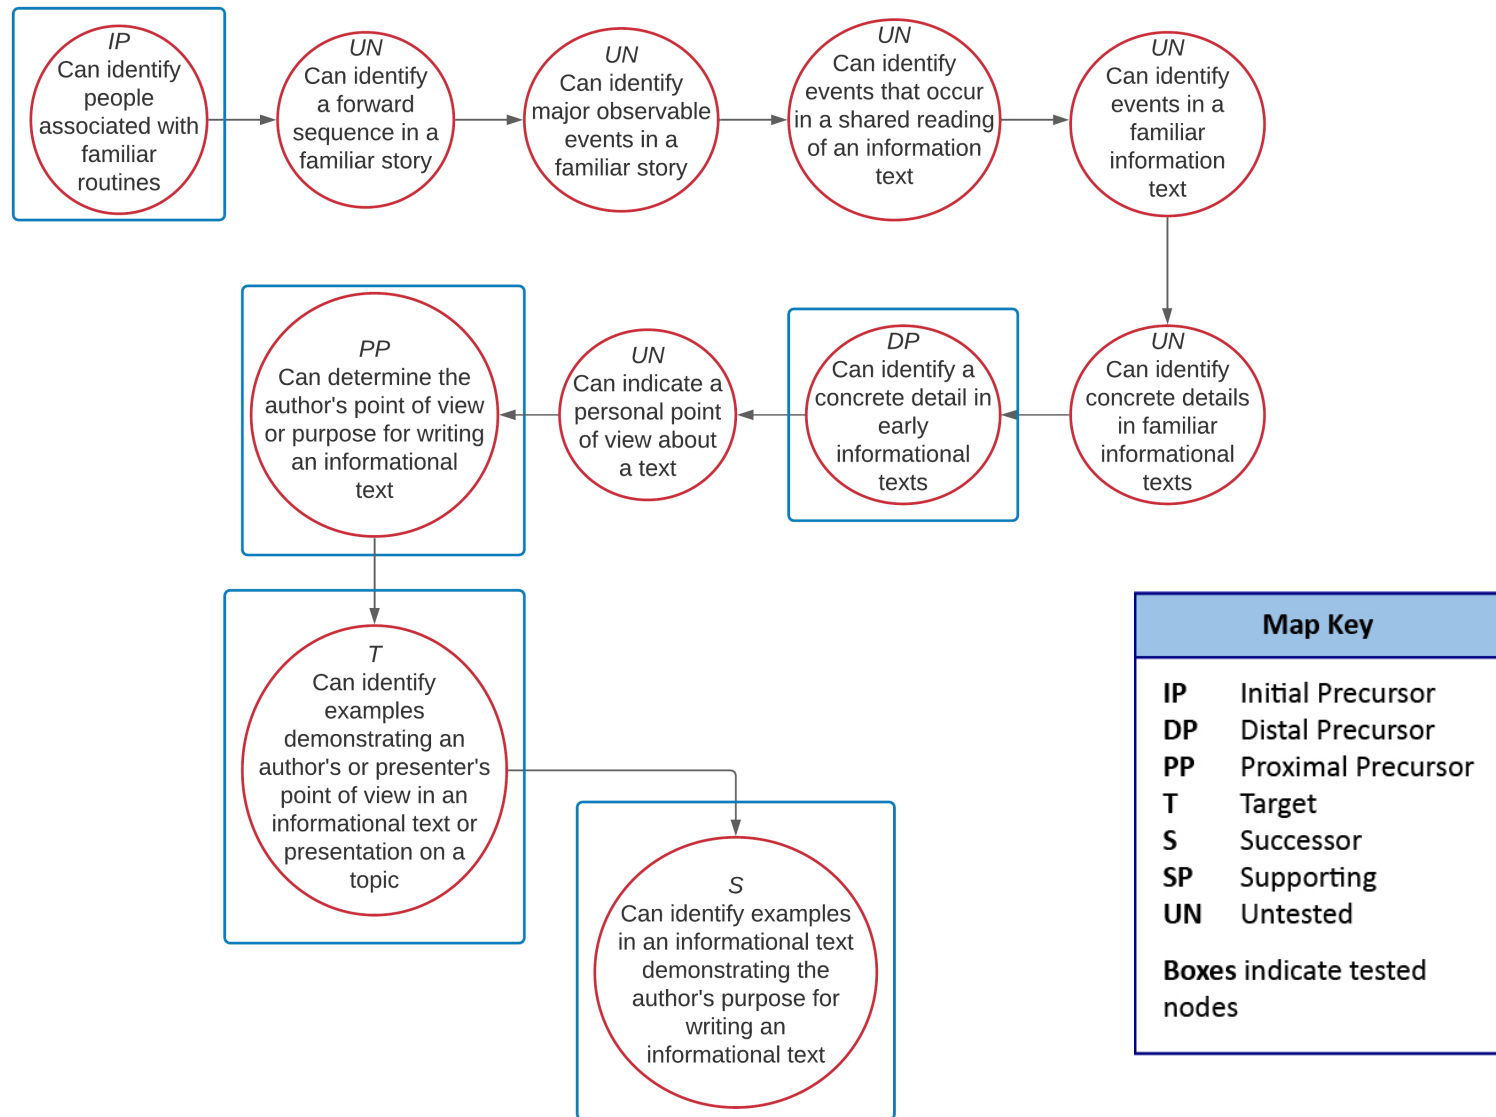 IP
Can identify
people
associated with
familiar
routines
UN
Can identify
a forward
sequence in a
familiar story
UN
Can identify
major observable
events in a
familiar story
UN
Can identify
events that occur
in a shared reading
of an information
text
UN
Can identify
events in a
familiar
information
text
UN
Can identify
concrete details
in familiar
informational
texts
DP
Can identify a
concrete detail in
early
informational
texts
UN
Can indicate a
personal point
of view about
a text
PP
Can determine the
author's point of view
or purpose for writing
an informational
text
T
Can identify
examples
demonstrating an
author's or presenter's
point of view in an
informational text or
presentation on a
topic
S
Can identify examples
in an informational text
demonstrating the
author's purpose for
writing an
informational text
Map Key
IP Initial Precursor
DP Distal Precursor
PP Proximal Precursor
T Target
S Successor
SP Supporting
UN Untested
Boxes indicate tested
nodes